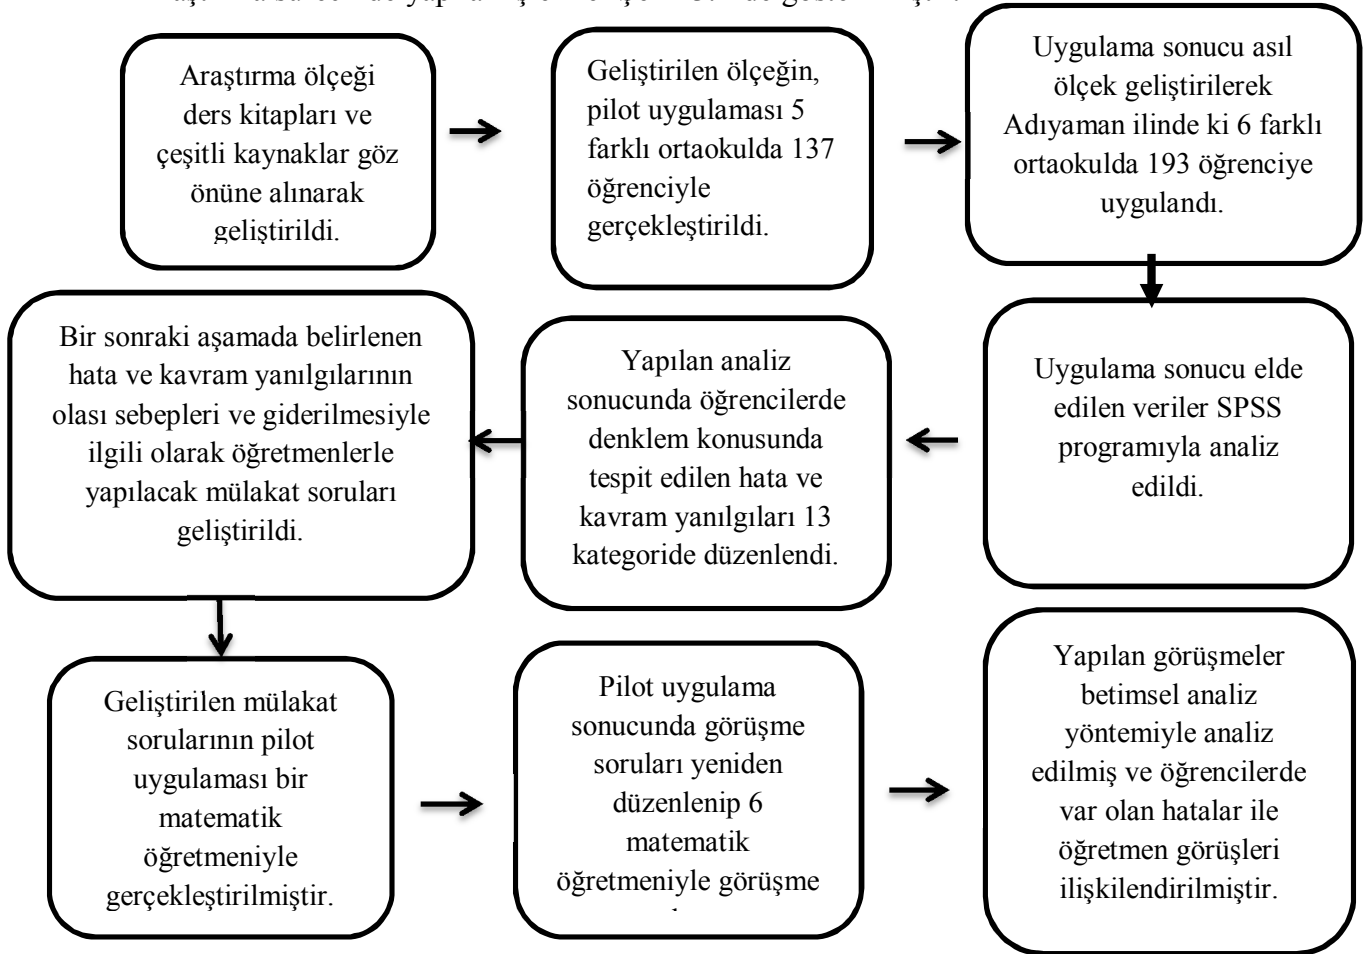 Araştırma ölçeği
ders kitapları ve
çeşitli kaynaklar göz
önüne alınarak
geliştirildi.
Geliştirilen ölçeğin,
pilot uygulaması 5
farklı ortaokulda 137
öğrenciyle
gerçekleştirildi.
Uygulama sonucu asıl
ölçek geliştirilerek
Adıyaman ilinde ki 6 farklı
ortaokulda 193 öğrenciye
uygulandı.
Uygulama sonucu elde
edilen veriler SPSS
programıyla analiz
edildi.
Yapılan analiz
sonucunda öğrencilerde
denklem konusunda
tespit edilen hata ve
kavram yanılgıları 13
kategoride düzenlendi.
Bir sonraki aşamada belirlenen
hata ve kavram yanılgılarının
olası sebepleri ve giderilmesiyle
ilgili olarak öğretmenlerle
yapılacak mülakat soruları
geliştirildi.
Geliştirilen mülakat
sorularının pilot
uygulaması bir
matematik
öğretmeniyle
gerçekleştirilmiştir.
Pilot uygulama
sonucunda görüşme
soruları yeniden
düzenlenip 6
matematik
öğretmeniyle görüşme
Yapılan görüşmeler
betimsel analiz
yöntemiyle analiz
edilmiş ve öğrencilerde
var olan hatalar ile
öğretmen görüşleri
ilişkilendirilmiştir.